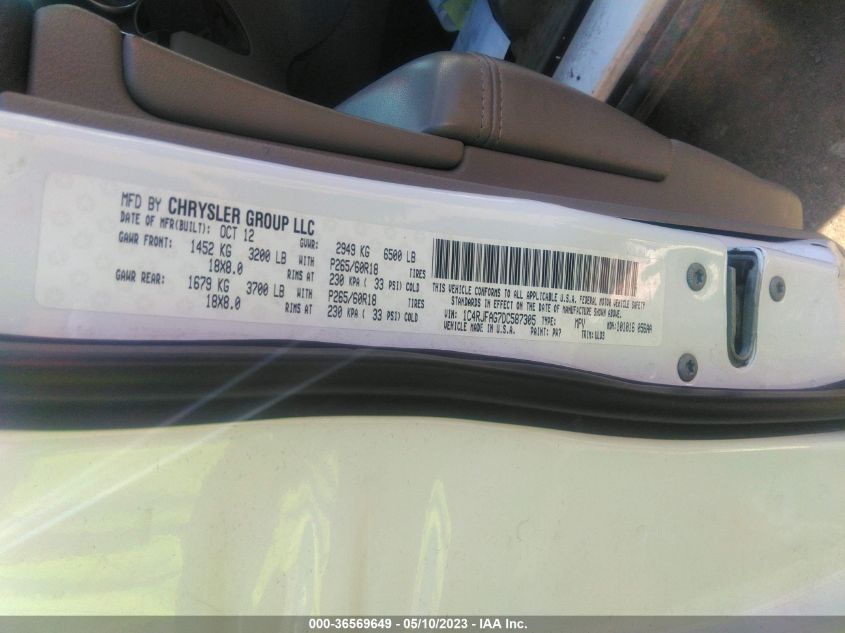 MFD BY CHRYSLER GROUP LLC
DATE OF MFR(BUILT): OCT 12 GVWR: 2949 KG 6500 LB
GAWR FRONT: 1452 KG 3200 LB WITH P265/60R18 TIRES
18X8.0 RIMS AT 230 KPA ( 33 PSI) COLD
GAWR REAR: 1679 KG 3700 LB WITH P265/60R18 TIRES
18X8.0 RIMS AT 230 KPA ( 33 PSI) COLD
THIS VEHICLE CONFORMS TO ALL APPLICABLE U.S.A. FEDERAL MOTOR VEHICLE SAFETY
STANDARDS IN EFFECT ON THE DATE OF MANUFACTURE SHOWN ABOVE.
VIN: 1C4RJFAG7DC587305 TYPE: MPV MDH: 101016 056AA
VEHICLE MADE IN U.S.A. PAINT: PW7 TRIM:
000-36569649 - 05/10/2023 - IAA Inc.